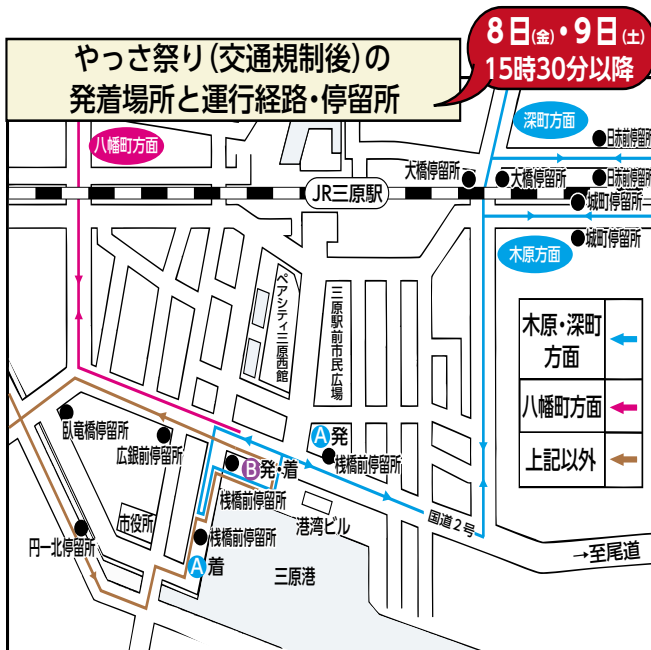 8日(金)・9日(土)
15時30分以降
やっさ祭り(交通規制後)の
発着場所と運行経路・停留所
八幡町方面
深町方面
日赤前停留所
大橋停留所
大橋停留所
日赤前停留所
城町停留所
JR三原駅
城町停留所
木原方面
ペアシティ三原西館
三原駅前市民広場
木原・深町
方面
八幡町方面
上記以外
臥竜橋停留所
広銀前停留所
A発
桟橋前停留所
B発・着
桟橋前停留所
国道2号
市役所
港湾ビル
円一北停留所
桟橋前停留所
→至尾道
A着
三原港